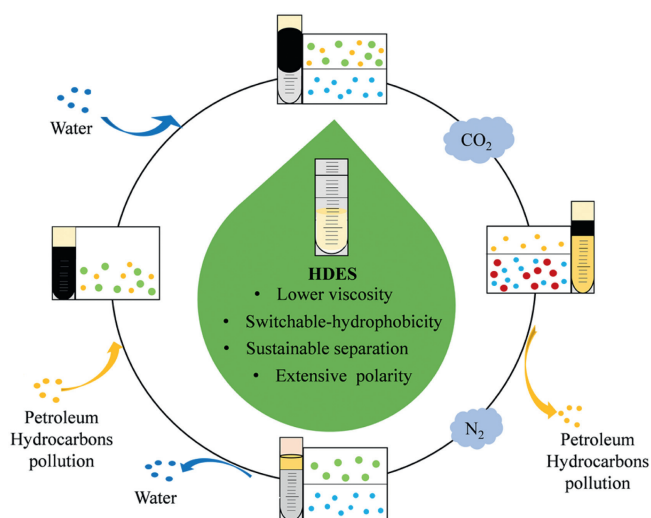 Water
CO₂
HDES
• Lower viscosity
• Switchable-hydrophobicity
• Sustainable separation
• Extensive polarity
Petroleum
Hydrocarbons
pollution
N₂
Petroleum
Hydrocarbons
pollution
Water